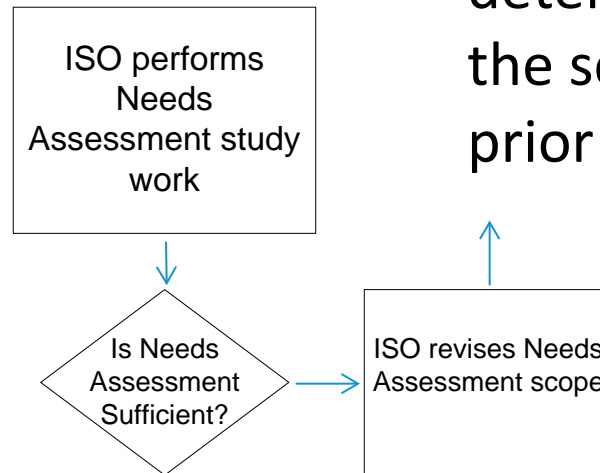 ISO performs
Needs
Assessment study
work
the
prior
Is Needs
Assessment
Sufficient?
ISO revises Needs
Assessment scope